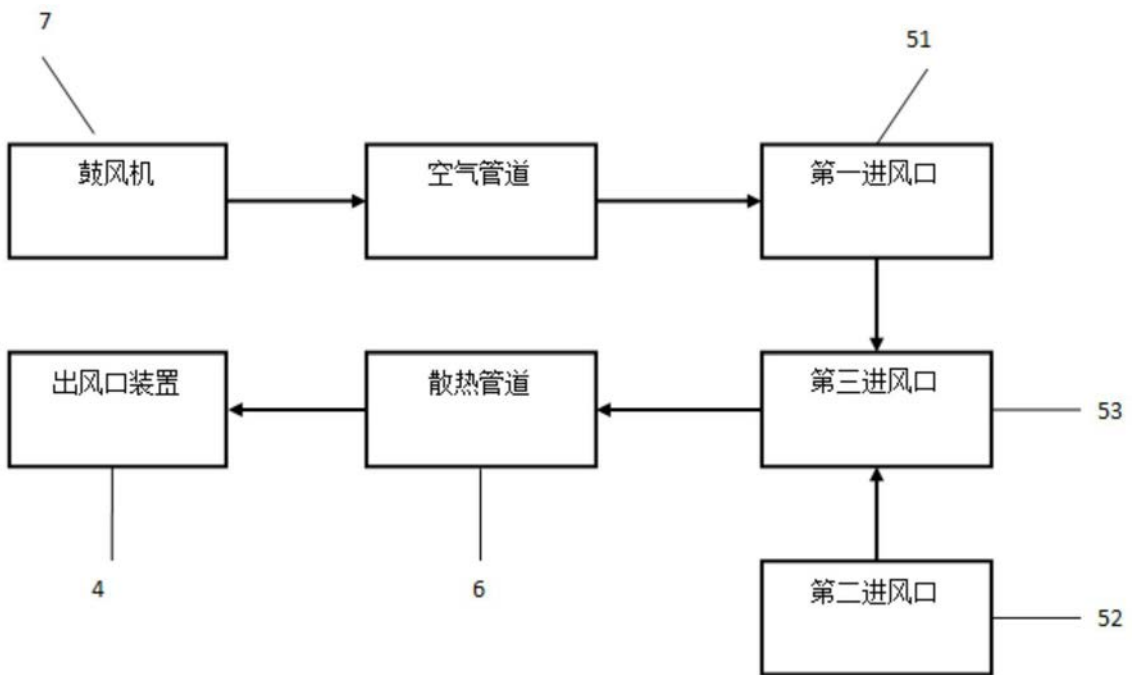 7
51
鼓风机
空气管道
第一进风口
出风口装置
散热管道
第三进风口
53
4
6
第二进风口
52